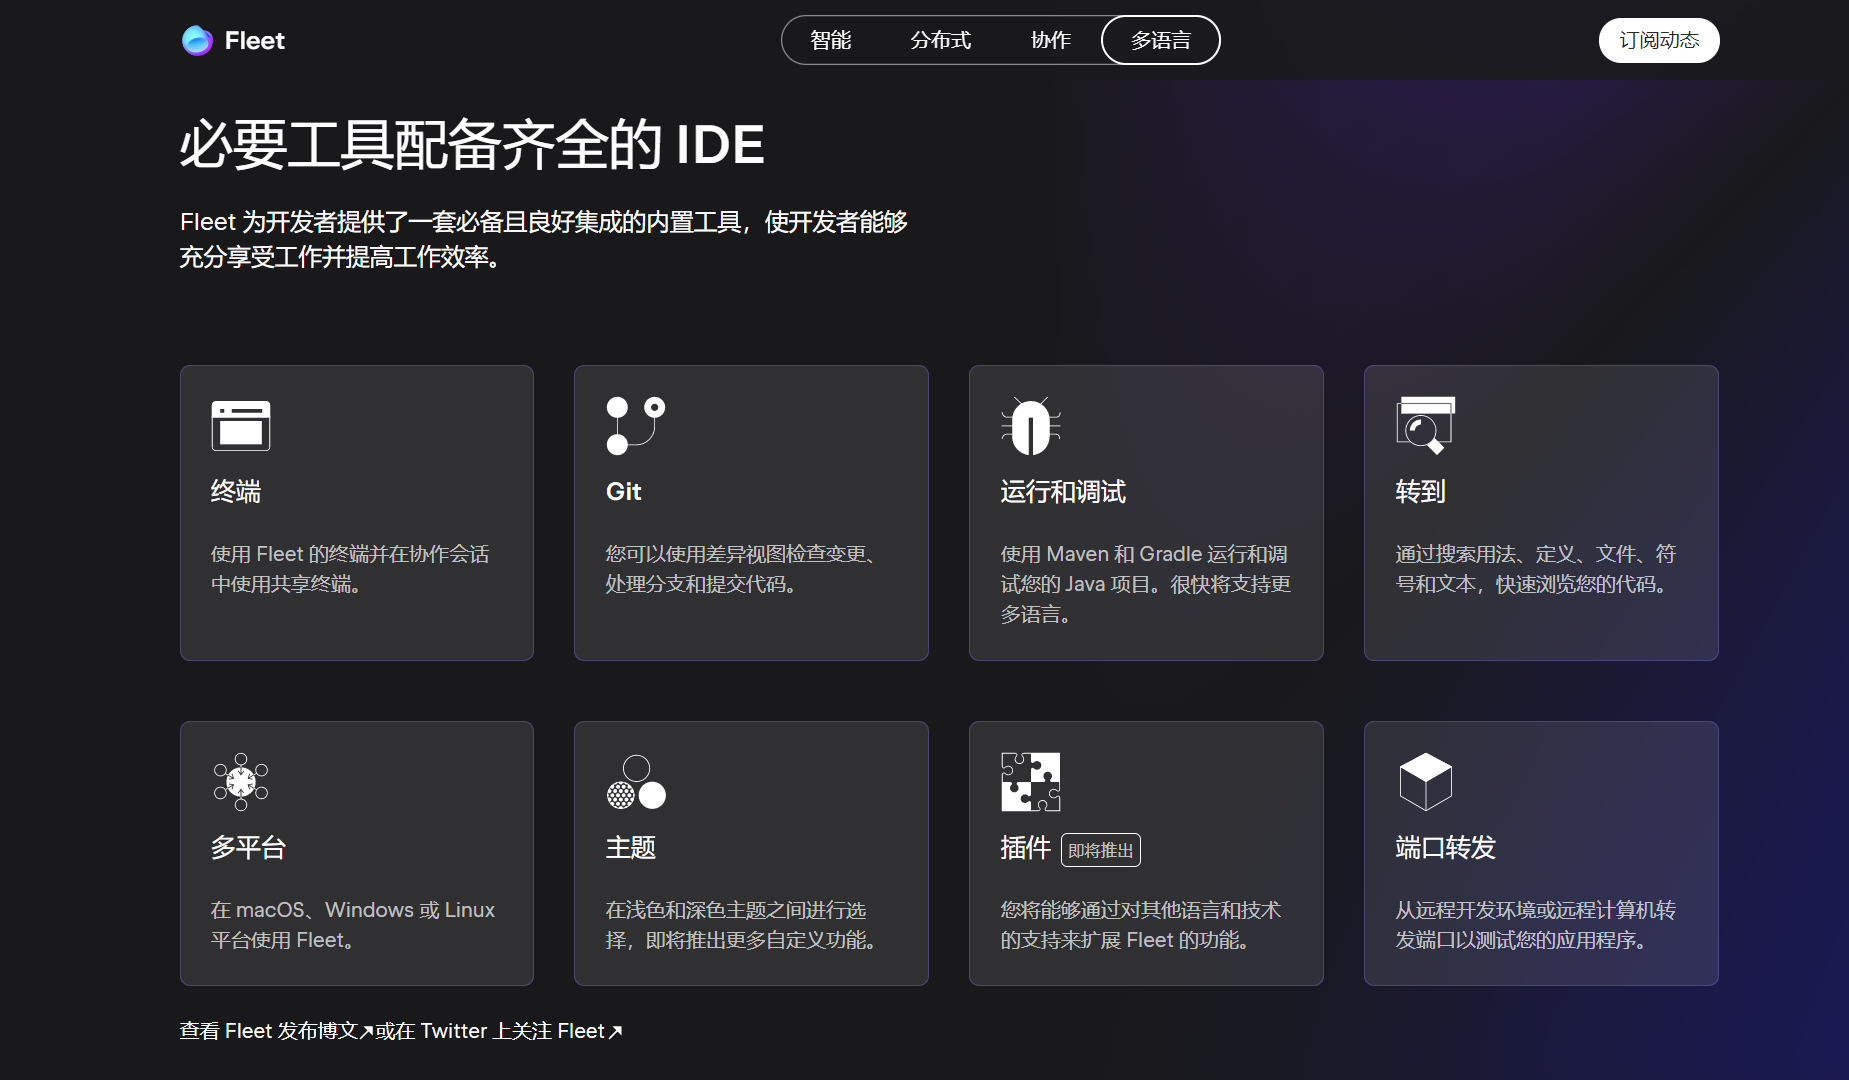 Fleet
智能
分布式
协作
多语言
订阅动态
必要工具配备齐全的 IDE
Fleet 为开发者提供了一套必备且良好集成的内置工具，使开发者能够
充分享受工作并提高工作效率。
终端
使用 Fleet 的终端并在协作会话
中使用共享终端。
Git
您可以使用差异视图检查变更、
处理分支和提交代码。
运行和调试
使用 Maven 和 Gradle 运行和调
试您的 Java 项目。很快将支持更
多语言。
转到
通过搜索用法、定义、文件、符
号和文本，快速浏览您的代码。
多平台
在 macOS、Windows 或 Linux
平台使用 Fleet。
主题
在浅色和深色主题之间进行选
择，即将推出更多自定义功能。
插件 即将推出
您将能够通过对其他语言和技术
的支持来扩展 Fleet 的功能。
端口转发
从远程开发环境或远程计算机转
发端口以测试您的应用程序。
查看 Fleet 发布博文↗或在 Twitter 上关注 Fleet↗